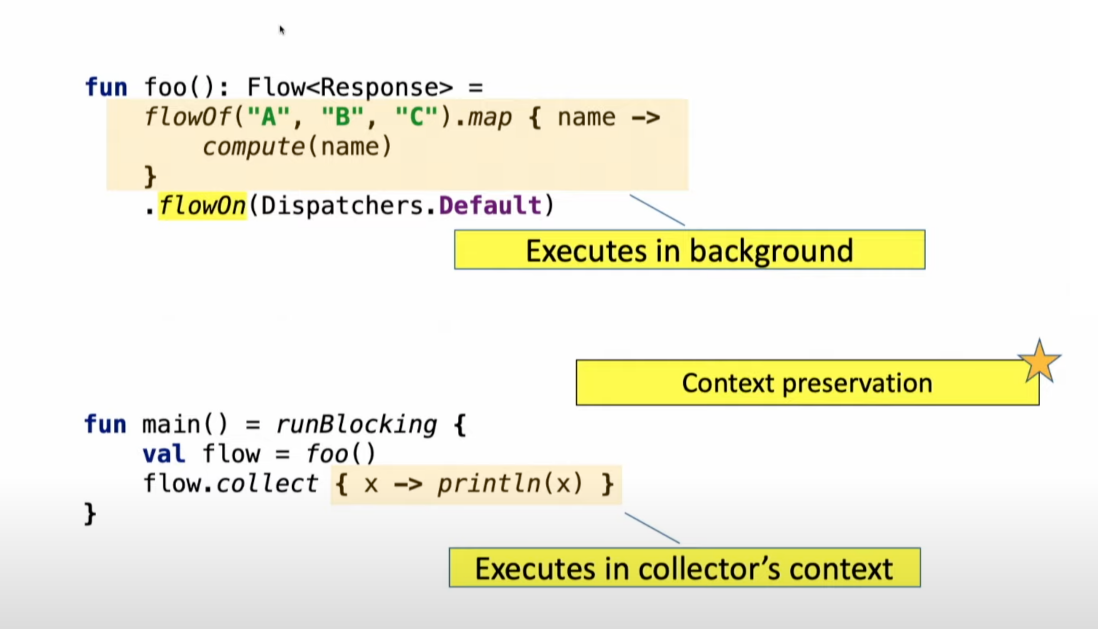 fun foo(): Flow<Response> =
flowOf("A", "B", "C").map { name ->
compute(name)
}
.flowOn(Dispatchers.Default)
Executes in background
Context preservation
fun main() = runBlocking {
val flow = foo()
flow.collect { x -> println(x) }
}
Executes in collector’s context